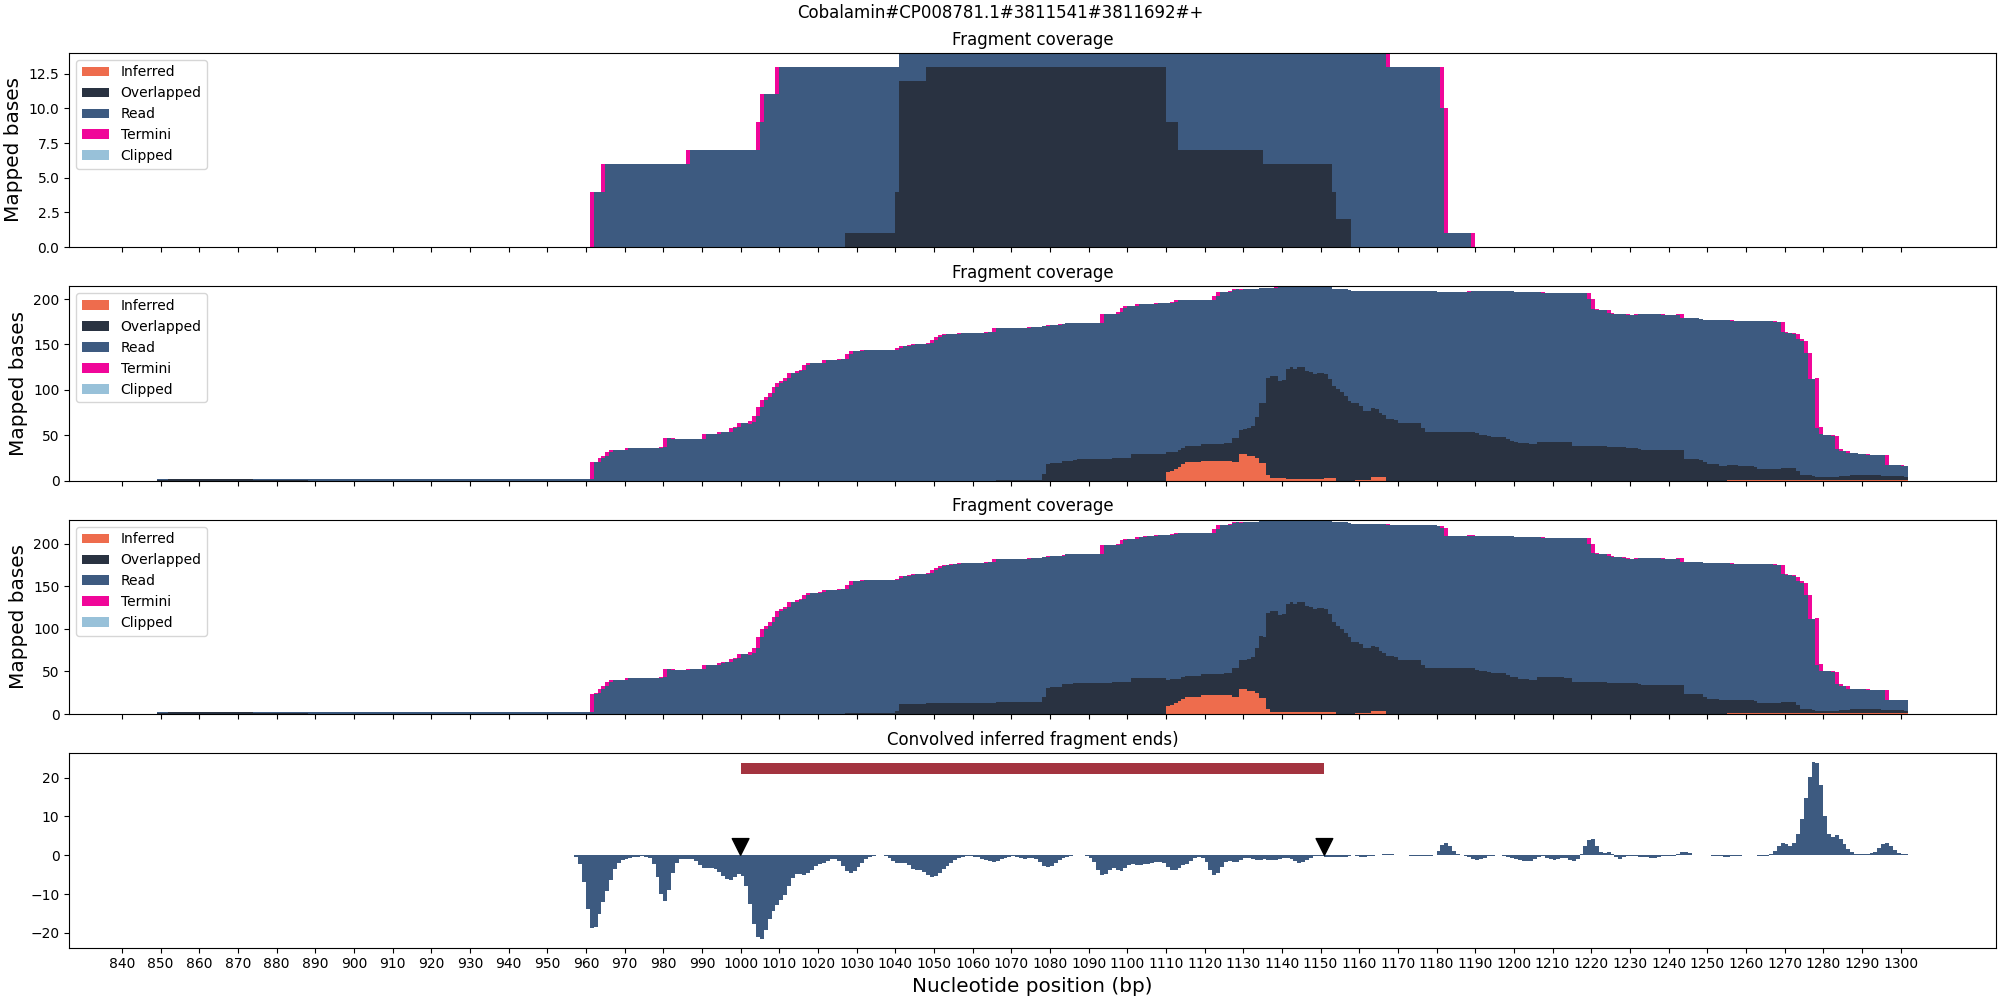 Cobalamin#CP008781.1#3811541#3811692#+
Fragment coverage
Mapped bases
12.5
10.0
7.5
5.0
2.5
0.0
Inferred
Overlapped
Read
Termini
Clipped
Fragment coverage
Mapped bases
200
150
100
50
0
Inferred
Overlapped
Read
Termini
Clipped
Fragment coverage
Mapped bases
200
150
100
50
0
Inferred
Overlapped
Read
Termini
Clipped
Convolved inferred fragment ends)
20
10
0
−10
−20
840 850 860 870 880 890 900 910 920 930 940 950 960 970 980 990 1000 1010 1020 1030 1040 1050 1060 1070 1080 1090 1100 1110 1120 1130 1140 1150 1160 1170 1180 1190 1200 1210 1220 1230 1240 1250 1260 1270 1280 1290 1300
Nucleotide position (bp)